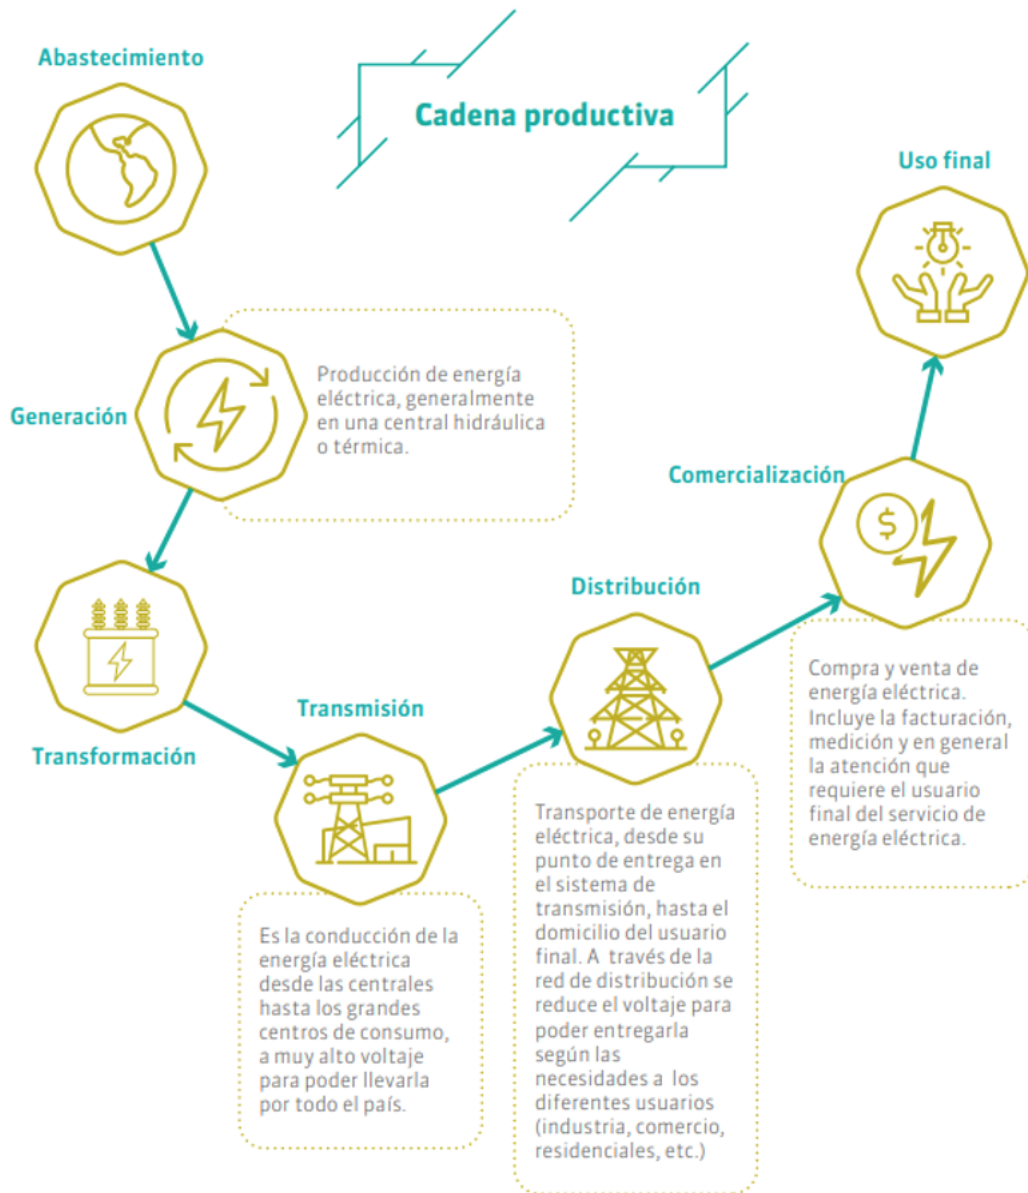 Cadena productiva
Abastecimiento
Generación
Producción de energía
eléctrica, generalmente
en una central hidráulica
o térmica.
Transformación
Transmisión
Es la conducción de la
energía eléctrica
desde las centrales
hasta los grandes
centros de consumo,
a muy alto voltaje
para poder llevarla
por todo el país.
Distribución
Transporte de energía
eléctrica, desde su
punto de entrega en
el sistema de
transmisión, hasta el
domicilio del usuario
final. A través de la
red de distribución se
reduce el voltaje para
poder entregarla
según las
necesidades a los
diferentes usuarios
(industria, comercio,
residenciales, etc.)
Comercialización
$
Compra y venta de
energía eléctrica.
Incluye la facturación,
medición y en general
la atención que
requiere el usuario
final del servicio de
energía eléctrica.
Uso final